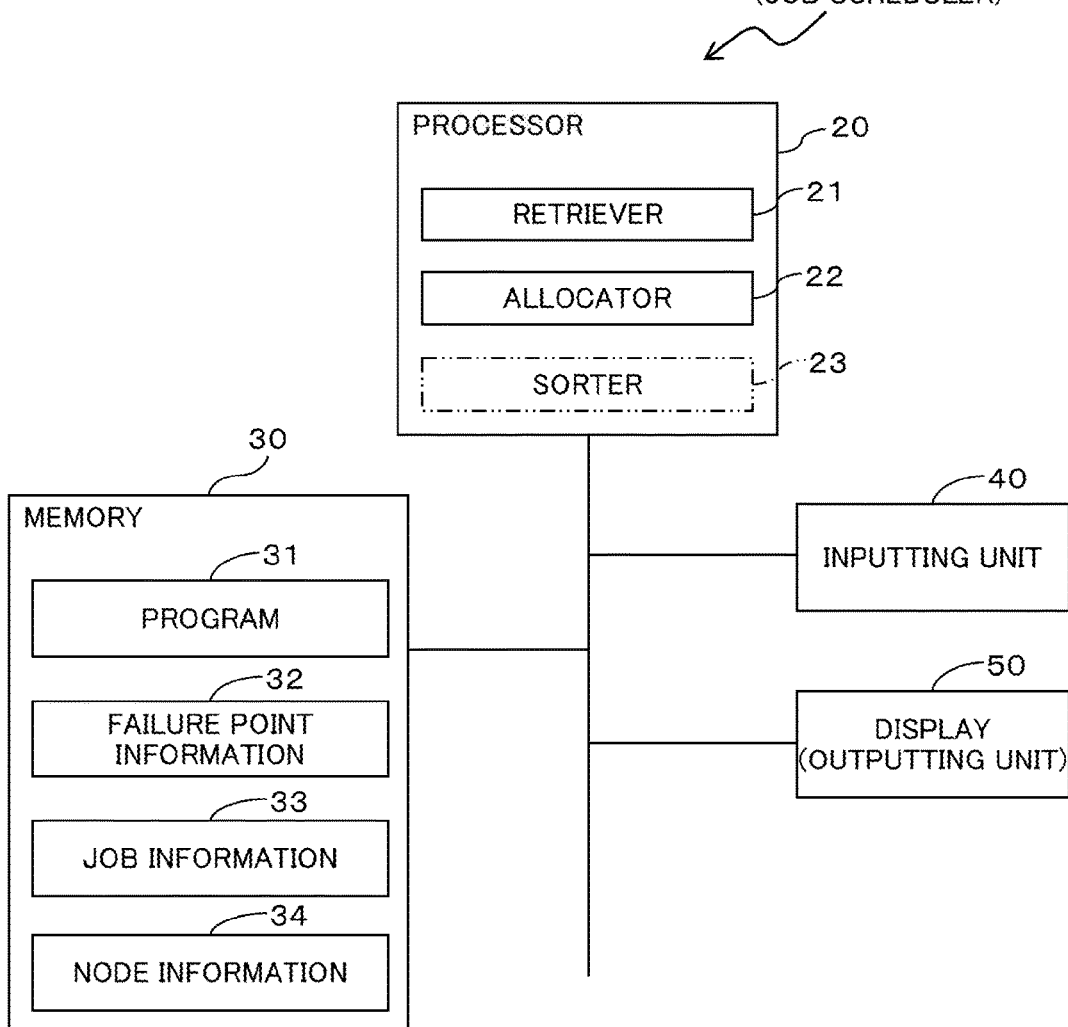 PROCESSOR
20
RETRIEVER
21
ALLOCATOR
22
SORTER
23
30
MEMORY
31
PROGRAM
32
FAILURE POINT
INFORMATION
33
JOB INFORMATION
34
NODE INFORMATION
40
INPUTTING UNIT
50
DISPLAY
(OUTPUTTING UNIT)